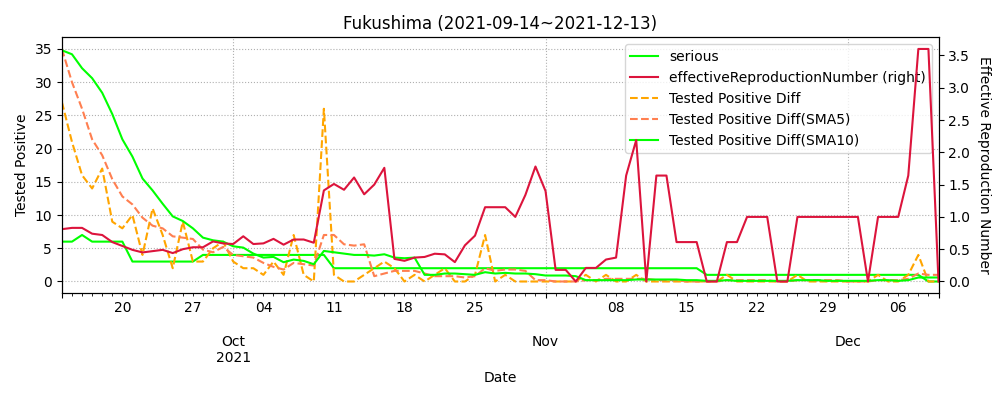 Fukushima (2021-09-14~2021-12-13)
Tested Positive
35
30
25
20
15
10
5
0
serious
effectiveReproductionNumber (right)
Tested Positive Diff
Tested Positive Diff(SMA5)
Tested Positive Diff(SMA10)
3.5
3.0
2.5
2.0
1.5
1.0
0.5
0.0
Effective Reproduction Number
20 27 04 11 18 25 08 15 22 29 06
Oct Nov Dec
2021
Date